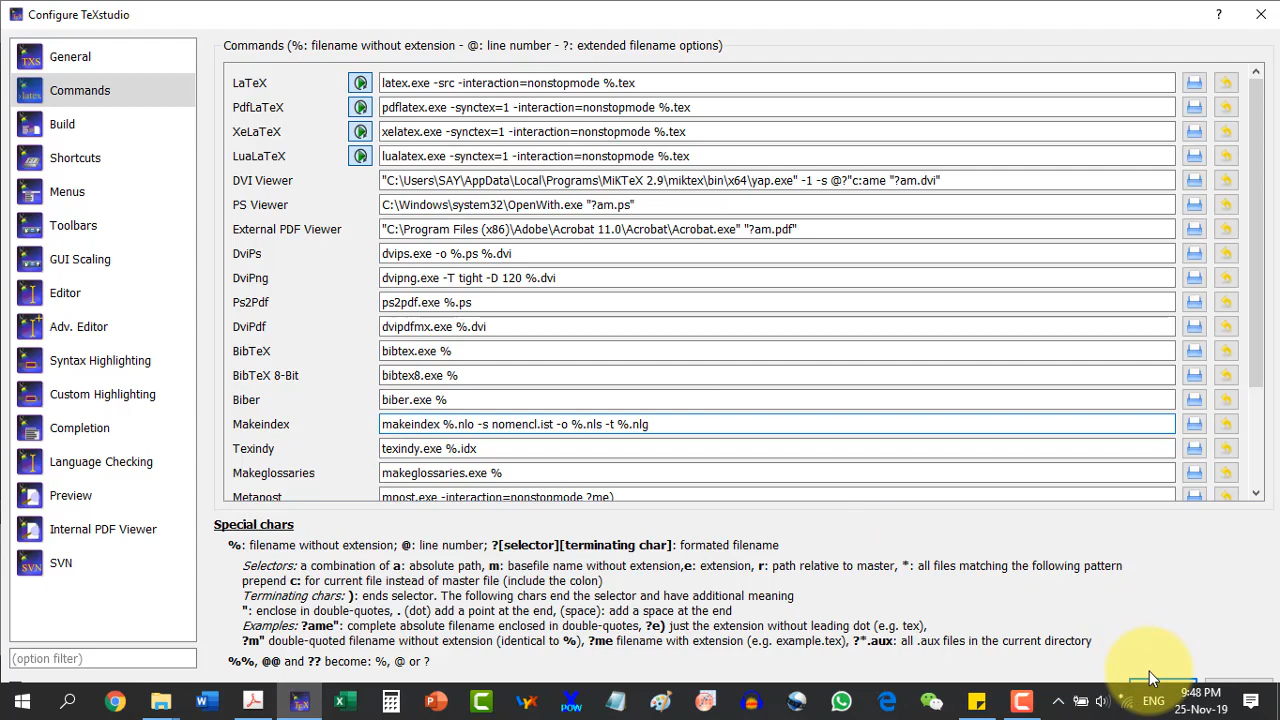 Configure TeXstudio
General
Commands
Build
Shortcuts
Menus
Toolbars
GUI Scaling
Editor
Adv. Editor
Syntax Highlighting
Custom Highlighting
Completion
Language Checking
Preview
Internal PDF Viewer
SVN
(option filter)
Commands (%: filename without extension - @: line number - ?: extended filename options)
LaTeX latex.exe -src -interaction=nonstopmode %.tex
PdfLaTeX pdflatex.exe -synctex=1 -interaction=nonstopmode %.tex
XeLaTeX xelatex.exe -synctex=1 -interaction=nonstopmode %.tex
LuaLaTeX lualatex.exe -synctex=1 -interaction=nonstopmode %.tex
DVI Viewer "C:\Users\SAY\AppData\Local\Programs\MiKTeX 2.9\miktex\bin\x64\yap.exe" -1 -s @?"c:ame "?am.dvi"
PS Viewer C:\Windows\system32\OpenWith.exe "?am.ps"
External PDF Viewer "C:\Program Files (x86)\Adobe\Acrobat 11.0\Acrobat\Acrobat.exe" "?am.pdf"
DviPs dvips.exe -o %.ps %.dvi
DviPng dvipng.exe -T tight -D 120 %.dvi
Ps2Pdf ps2pdf.exe %.ps
DviPdf dvipdfmx.exe %.dvi
BibTeX bibtex.exe %
BibTeX 8-Bit bibtex8.exe %
Biber biber.exe %
Makeindex makeindex %.nlo -s nomencl.ist -o %.nls -t %.nlg
Texindy texindy.exe %.idx
Makeglossaries makeglossaries.exe %
Metapost mpost.exe -interaction=nonstopmode ?me)
Special chars
%: filename without extension; @: line number; ?[selector][terminating char]: formated filename
Selectors: a combination of a: absolute path, m: basefile name without extension,e: extension, r: path relative to master, *: all files matching the following pattern
prepend c: for current file instead of master file (include the colon)
Terminating chars: ): ends selector. The following chars end the selector and have additional meaning
": enclose in double-quotes, . (dot) add a point at the end, (space): add a space at the end
Examples: ?ame": complete absolute filename enclosed in double-quotes, ?e) just the extension without leading dot (e.g. tex),
?m" double-quoted filename without extension (identical to %), ?me filename with extension (e.g. example.tex), ?*.aux: all .aux files in the current directory
%%, @@ and ?? become: %, @ or ?
ENG
9:48 PM
25-Nov-19